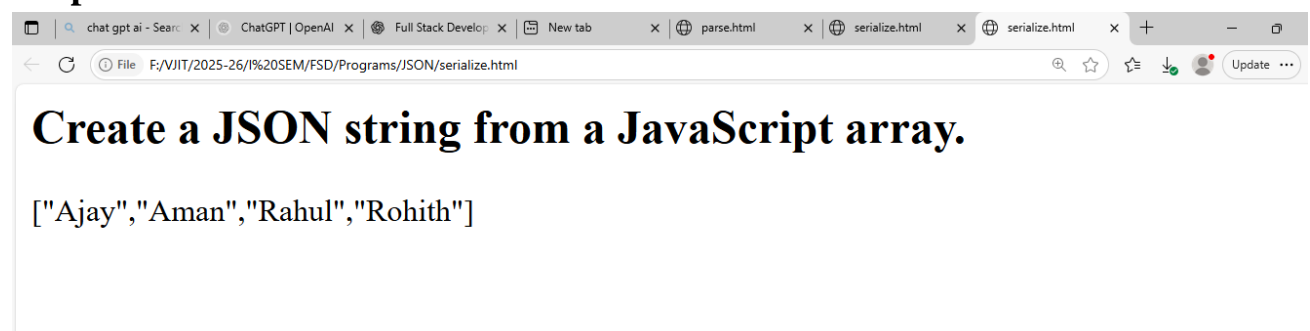 chat gpt ai - Searc
ChatGPT | OpenAI
Full Stack Develop
New tab
parse.html
serialize.html
serialize.html
File
F:/VJIT/2025-26/I%20SEM/FSD/Programs/JSON/serialize.html
Update
Create a JSON string from a JavaScript array.
["Ajay","Aman","Rahul","Rohith"]